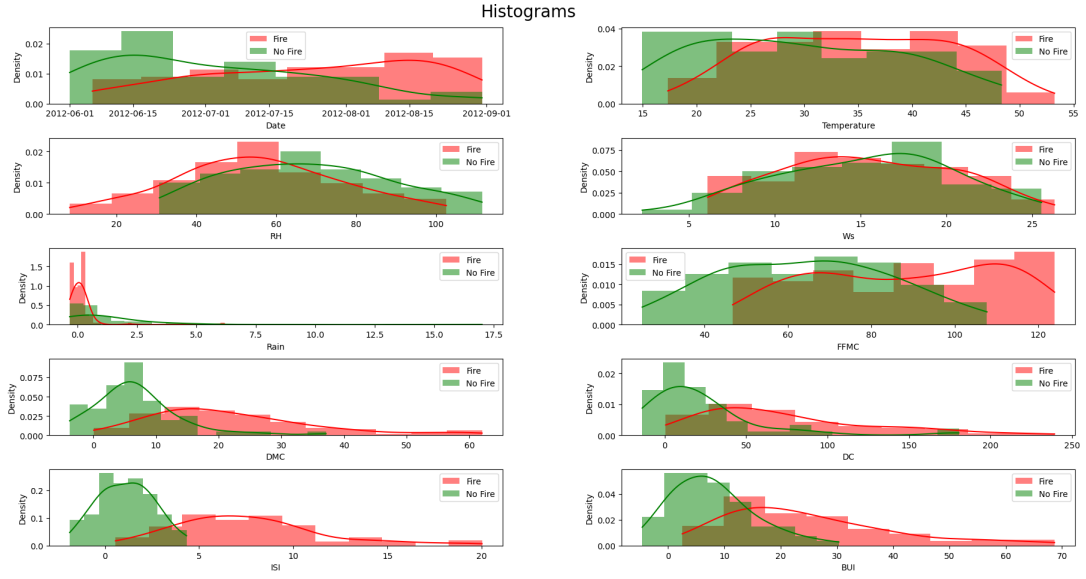 Histograms
Density
0.02
0.01
0.00
Fire
No Fire
2012-06-01 2012-06-15 2012-07-01 2012-07-15 2012-08-01 2012-08-15 2012-09-01
Date
Density
0.04
0.02
0.00
Fire
No Fire
15 20 25 30 35 40 45 50 55
Temperature
Density
0.02
0.01
0.00
Fire
No Fire
20 40 60 80 100
RH
Density
0.075
0.050
0.025
0.000
Fire
No Fire
5 10 15 20 25
Ws
Density
1.5
1.0
0.5
0.0
Fire
No Fire
0.0 2.5 5.0 7.5 10.0 12.5 15.0 17.5
Rain
Density
0.015
0.010
0.005
0.000
Fire
No Fire
40 60 80 100 120
FFMC
Density
0.075
0.050
0.025
0.000
Fire
No Fire
0 10 20 30 40 50 60
DMC
Density
0.02
0.01
0.00
Fire
No Fire
0 50 100 150 200 250
DC
Density
0.2
0.1
0.0
Fire
No Fire
0 5 10 15 20
ISI
Density
0.04
0.02
0.00
Fire
No Fire
0 10 20 30 40 50 60 70
BUI